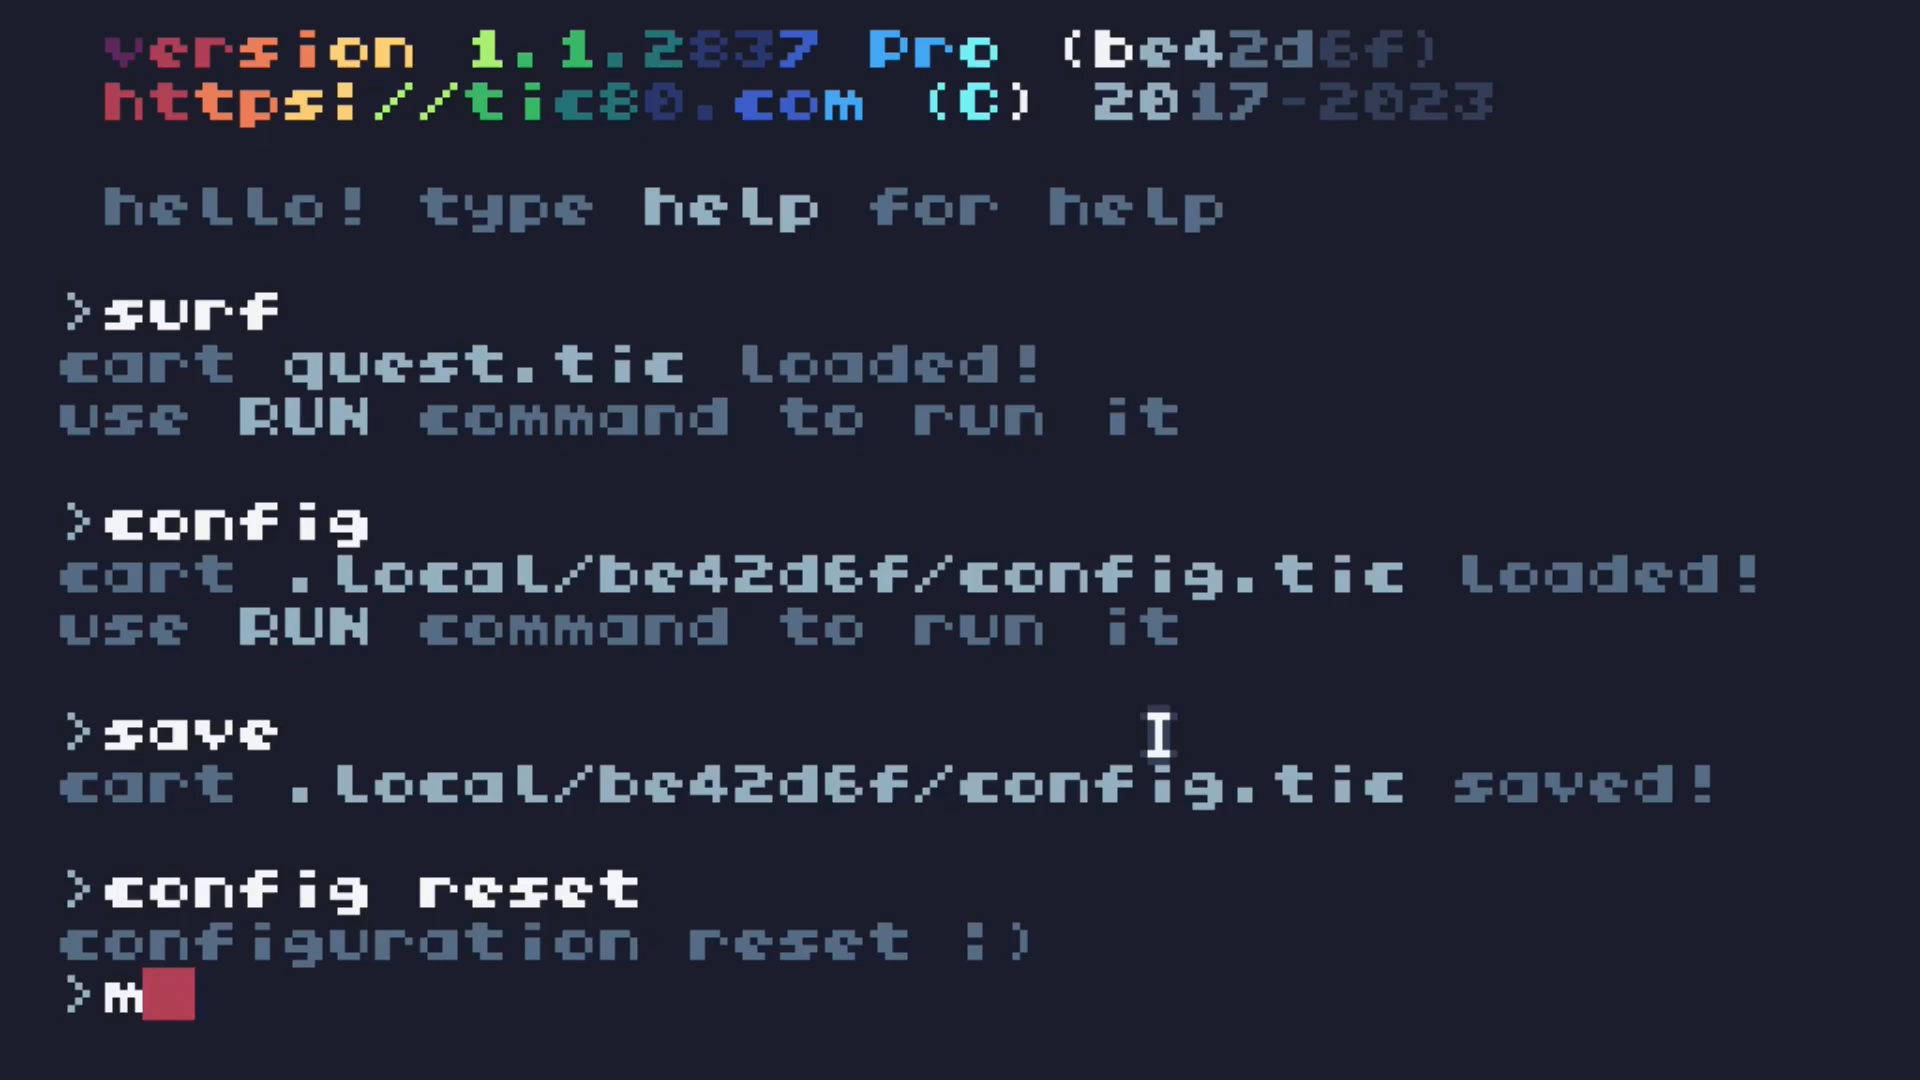 version 1.1.2837 Pro (be42d6f)
https://tic80.com (C) 2017-2023
hello! type help for help
>surf
cart quest.tic loaded!
use RUN command to run it
>config
cart .local/be42d6f/config.tic loaded!
use RUN command to run it
>save
cart .local/be42d6f/config.tic saved!
>config reset
configuration reset :)
>m